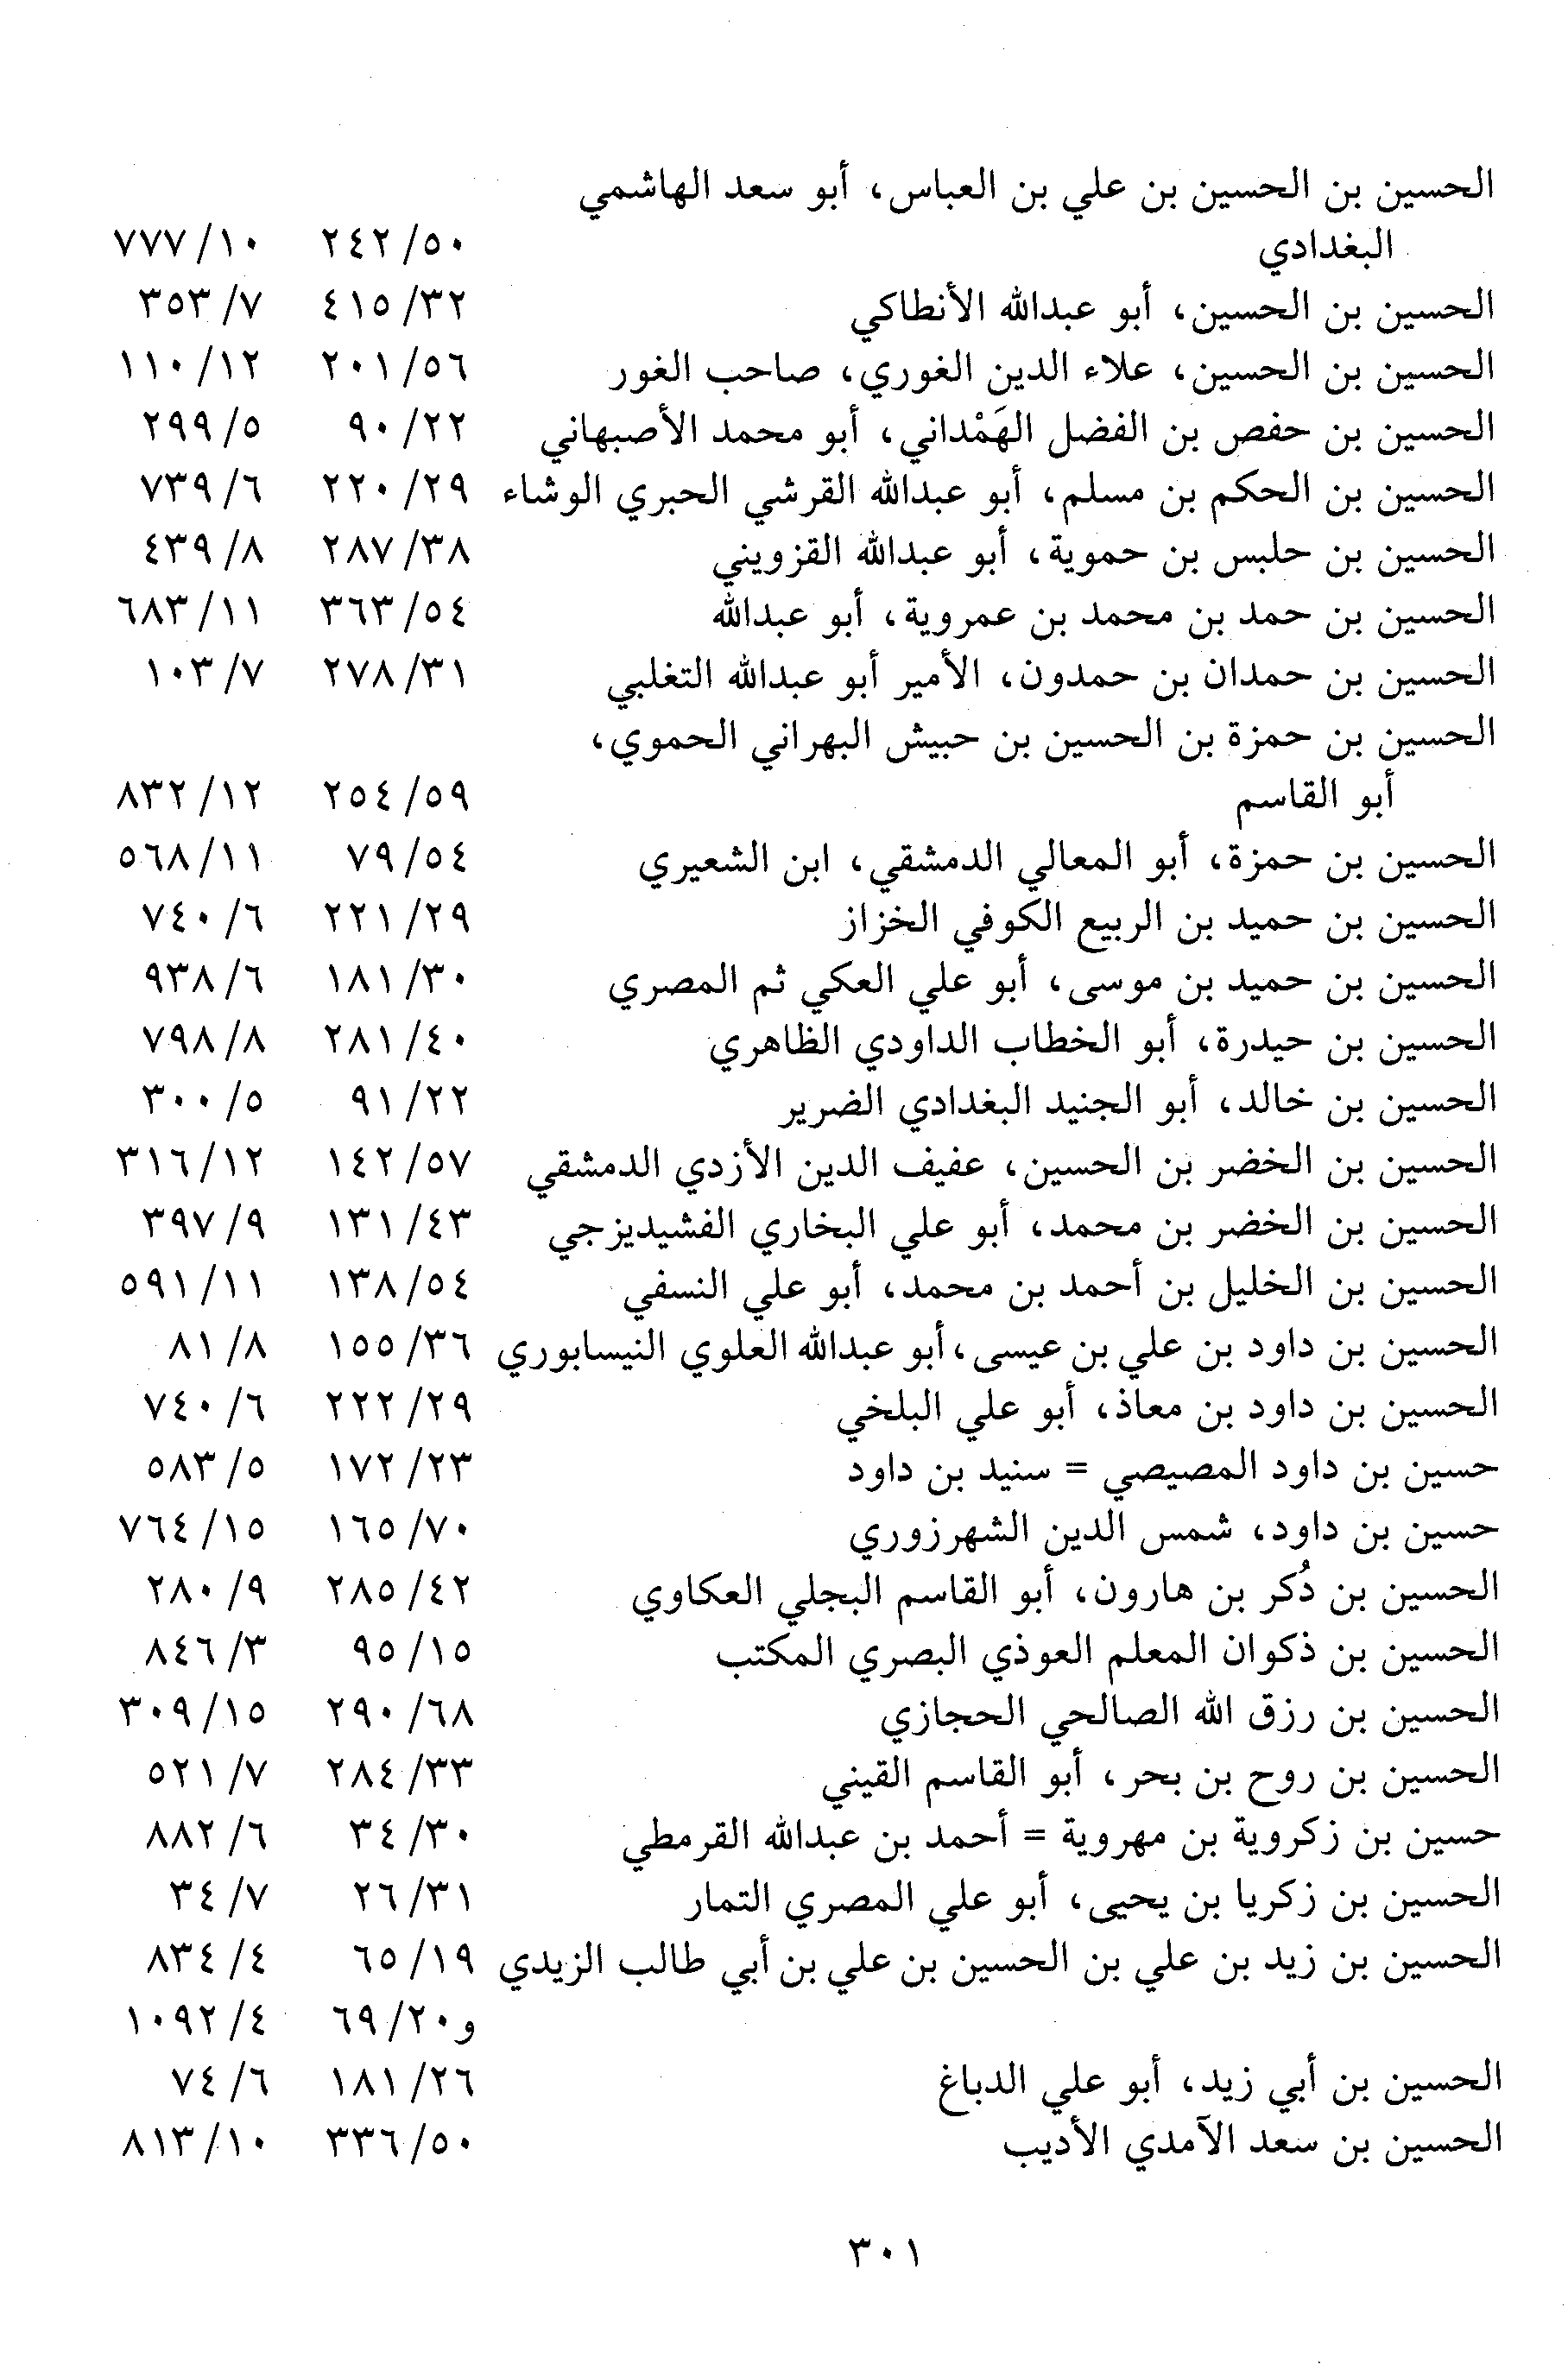 الحسين بن الحسين بن علي بن العباس، أبو سعد الهاشمي
البغدادي ٢٤٢/٥٠ ٧٧٧/١٠
الحسين بن الحسين، أبو عبدالله الأنطاكي ٤١٥/٣٢ ٣٥٣/٧
الحسين بن الحسين، علاء الدين الغوري، صاحب الغور ٢٠١/٥٦ ١١٠/١٢
الحسين بن حفص بن الفضل الهَمْداني، أبو محمد الأصبهاني ٩٠/٢٢ ٢٩٩/٥
الحسين بن الحكم بن مسلم، أبو عبدالله القرشي الحبري الوشاء ٢٢٠/٢٩ ٧٣٩/٦
الحسين بن حلبس بن حموية، أبو عبدالله القزويني ٢٨٧/٣٨ ٤٣٩/٨
الحسين بن حمد بن محمد بن عمروية، أبو عبدالله ٣٦٣/٥٤ ٦٨٣/١١
الحسين بن حمدان بن حمدون، الأمير أبو عبدالله التغلبي ٢٧٨/٣١ ١٠٣/٧
الحسين بن حمزة بن الحسين بن حبيش البهراني الحموي،
أبو القاسم ٢٥٤/٥٩ ٨٣٢/١٢
الحسين بن حمزة، أبو المعالي الدمشقي، ابن الشعيري ٧٩/٥٤ ٥٦٨/١١
الحسين بن حميد بن الربيع الكوفي الخزاز ٢٢١/٢٩ ٧٤٠/٦
الحسين بن حميد بن موسى، أبو علي العكي ثم المصري ١٨١/٣٠ ٩٣٨/٦
الحسين بن حيدرة، أبو الخطاب الداودي الظاهري ٢٨١/٤٠ ٧٩٨/٨
الحسين بن خالد، أبو الجنيد البغدادي الضرير ٩١/٢٢ ٣٠٠/٥
الحسين بن الخضر بن الحسين، عفيف الدين الأزدي الدمشقي ١٤٢/٥٧ ٣١٦/١٢
الحسين بن الخضر بن محمد، أبو علي البخاري الفشيديزجي ١٣١/٤٣ ٣٩٧/٩
الحسين بن الخليل بن أحمد بن محمد، أبو علي النسفي ١٣٨/٥٤ ٥٩١/١١
الحسين بن داود بن علي بن عيسى، أبو عبدالله العلوي النيسابوري ١٥٥/٣٦ ٨١/٨
الحسين بن داود بن معاذ، أبو علي البلخي ٢٢٢/٢٩ ٧٤٠/٦
حسين بن داود المصيصي = سنيد بن داود ١٧٢/٢٣ ٥٨٣/٥
حسين بن داود، شمس الدين الشهرزوري ١٦٥/٧٠ ٧٦٤/١٥
الحسين بن دُكر بن هارون، أبو القاسم البجلي العكاوي ٢٨٥/٤٢ ٢٨٠/٩
الحسين بن ذكوان المعلم العوذي البصري المكتب ٩٥/١٥ ٨٤٦/٣
الحسين بن رزق الله الصالحي الحجازي ٢٩٠/٦٨ ٣٠٩/١٥
الحسين بن روح بن بحر، أبو القاسم القيني ٢٨٤/٣٣ ٥٢١/٧
حسين بن زكروية بن مهروية = أحمد بن عبدالله القرمطي ٣٤/٣٠ ٨٨٢/٦
الحسين بن زكريا بن يحيى، أبو علي المصري التمار ٢٦/٣١ ٣٤/٧
الحسين بن زيد بن علي بن الحسين بن علي بن أبي طالب الزيدي ٦٥/١٩ ٨٣٤/٤
و٦٩/٢٠ ١٠٩٢/٤
الحسين بن أبي زيد، أبو علي الدباغ ١٨١/٢٦ ٧٤/٦
الحسين بن سعد الآمدي الأديب ٣٣٦/٥٠ ٨١٣/١٠
٣٠١